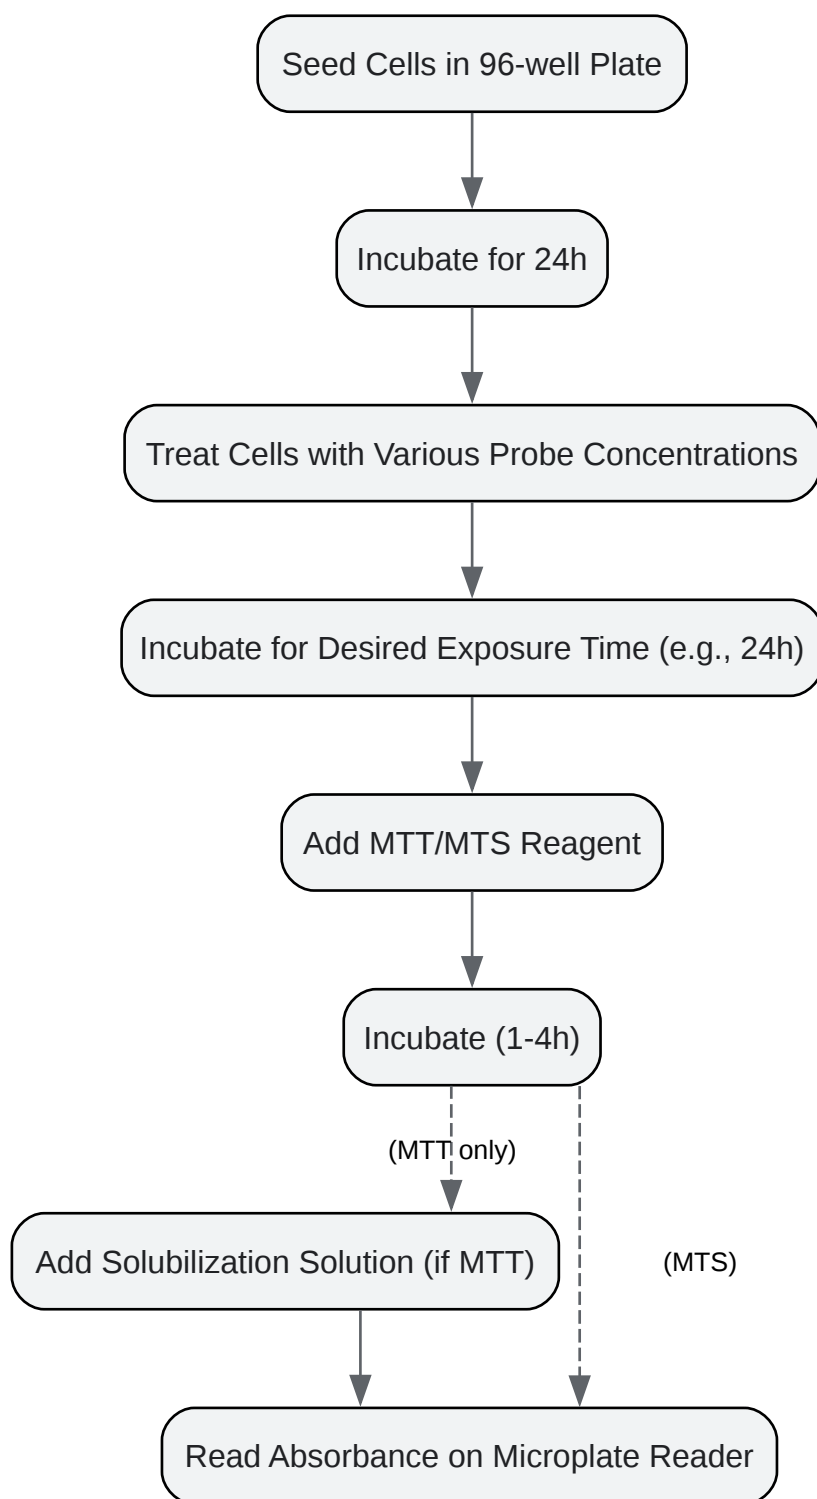 Seed Cells in 96-well Plate
Incubate for 24h
Treat Cells with Various Probe Concentrations
Incubate for Desired Exposure Time (e.g., 24h)
Add MTT/MTS Reagent
Incubate (1-4h)
(MTT only)
Add Solubilization Solution (if MTT)
(MTS)
Read Absorbance on Microplate Reader